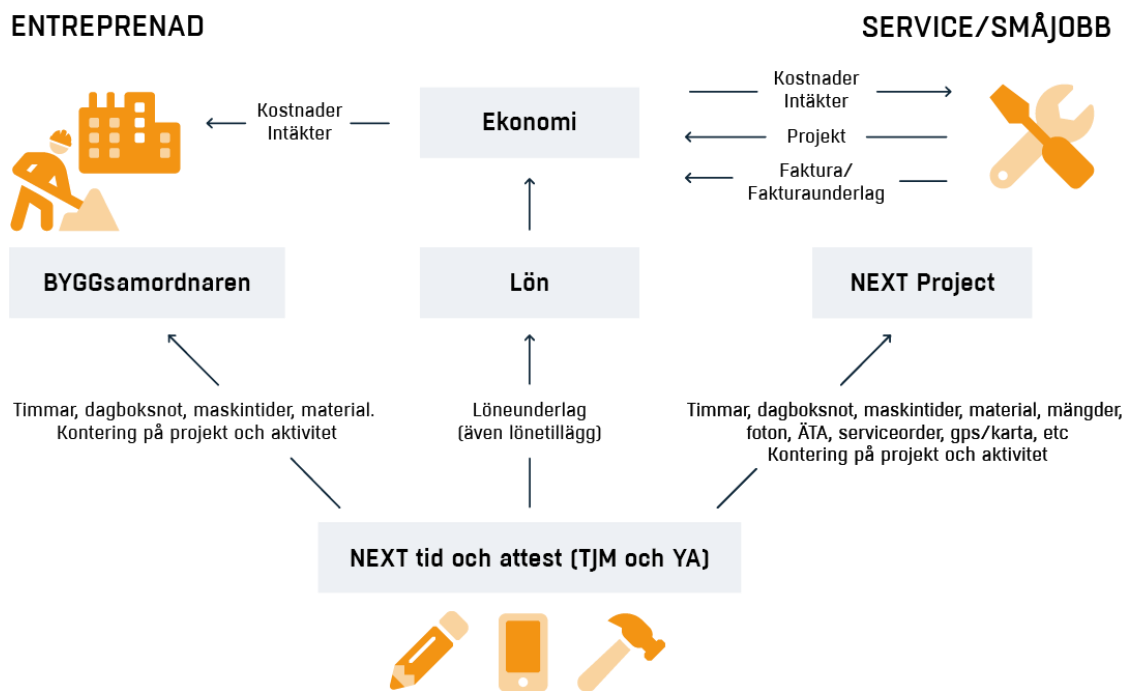 ENTREPRENAD
SERVICE/SMÅJOBB
Kostnader
Intäkter
Ekonomi
Kostnader
Intäkter
Projekt
Faktura/
Fakturaunderlag
BYGGsamordnaren
Lön
NEXT Project
Timmar, dagboksnot, maskintider, material.
Kontering på projekt och aktivitet
Löneunderlag
(även lönetillägg)
Timmar, dagboksnot, maskintider, material, mängder,
foton, ÄTA, serviceorder, gps/karta, etc
Kontering på projekt och aktivitet
NEXT tid och attest (TJM och YA)